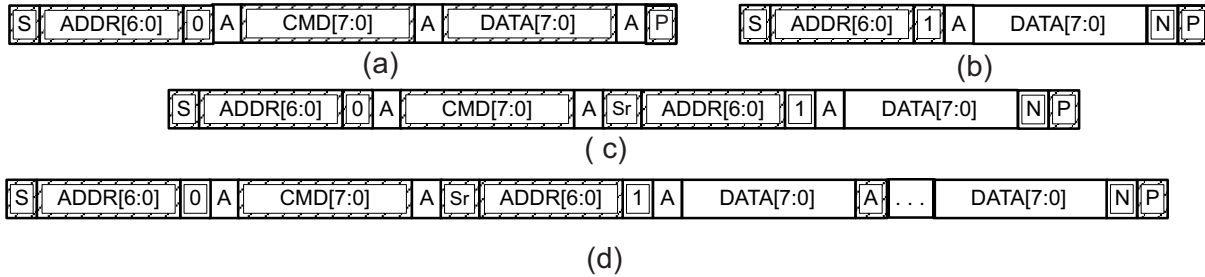 S ADDR[6:0] 0 A CMD[7:0] A DATA[7:0] A P
S ADDR[6:0] 1 A DATA[7:0] N P
(a)
(b)
S ADDR[6:0] 0 A CMD[7:0] A Sr ADDR[6:0] 1 A DATA[7:0] N P
( c)
S ADDR[6:0] 0 A CMD[7:0] A Sr ADDR[6:0] 1 A DATA[7:0] A . . . DATA[7:0] N P
(d)